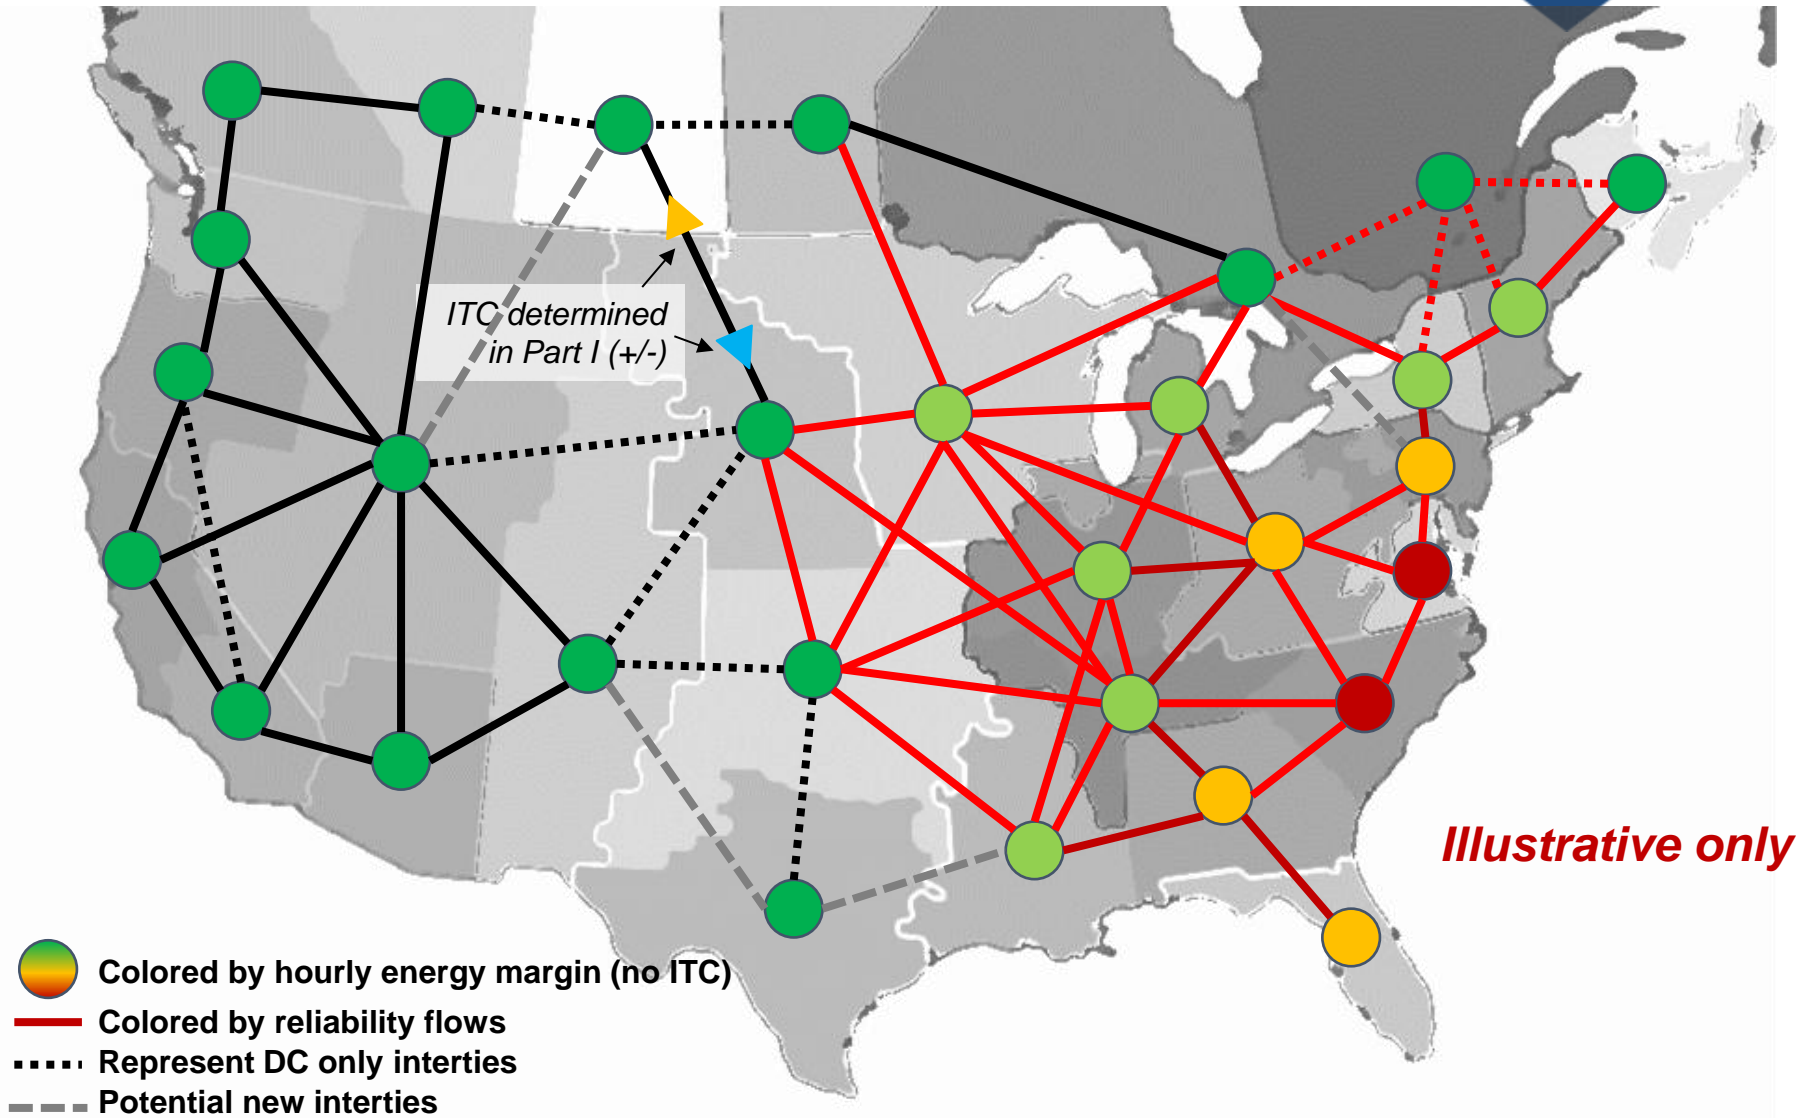 ITC determined
in Part I (+/-)
Illustrative only
Colored by hourly energy margin (no ITC)
Colored by reliability flows
Represent DC only interties
Potential new interties